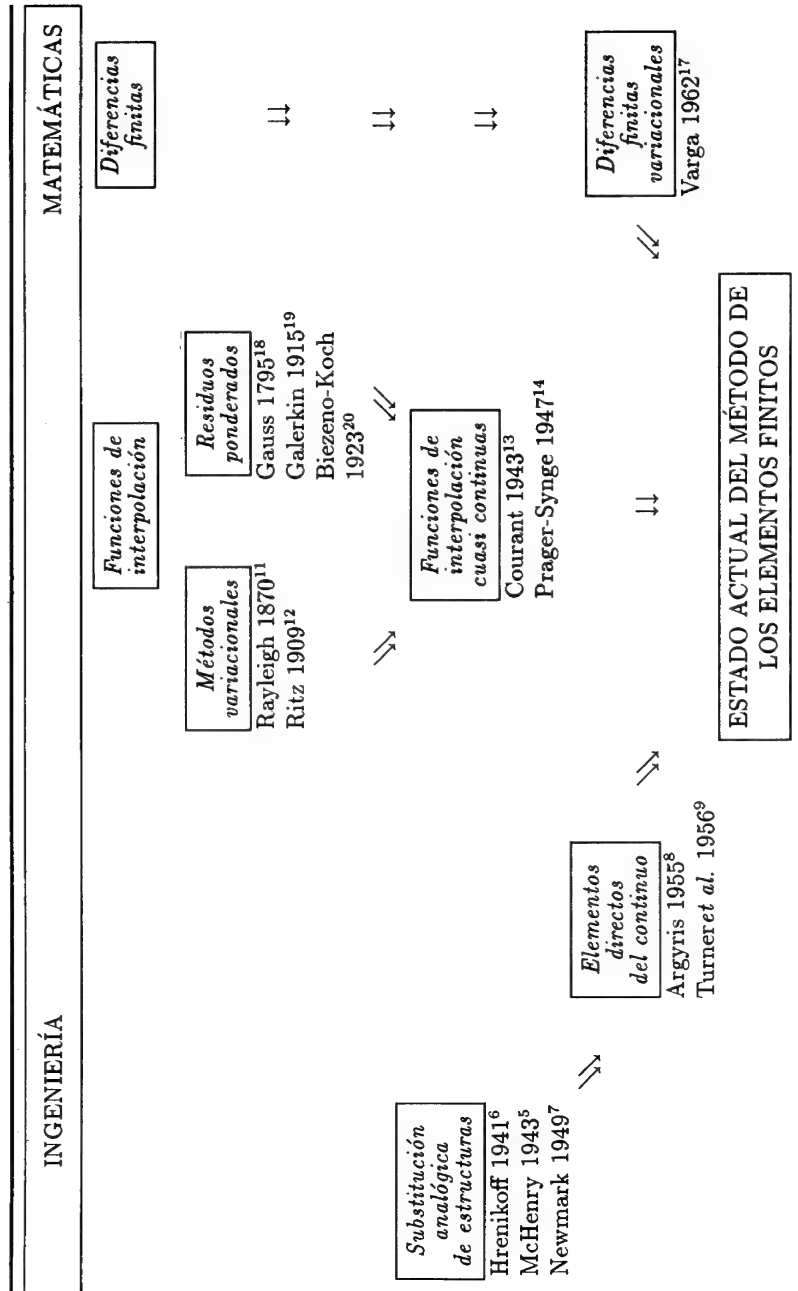 INGENIERÍA
MATEMÁTICAS
Funciones de
interpolación
Diferencias
finitas
Métodos
variacionales
Rayleigh 1870¹¹
Ritz 1909¹²
Residuos
ponderados
Gauss 1795¹⁸
Galerkin 1915¹⁹
Biezeno-Koch
1923²⁰
Substitución
analógica
de estructuras
Hrenikoff 1941⁶
McHenry 1943⁵
Newmark 1949⁷
Funciones de
interpolación
cuasi continuas
Courant 1943¹³
Prager-Synge 1947¹⁴
Elementos
directos
del continuo
Argyris 1955⁸
Turner et al. 1956⁹
Diferencias
finitas
variacionales
Varga 1962¹⁷
ESTADO ACTUAL DEL MÉTODO DE
LOS ELEMENTOS FINITOS